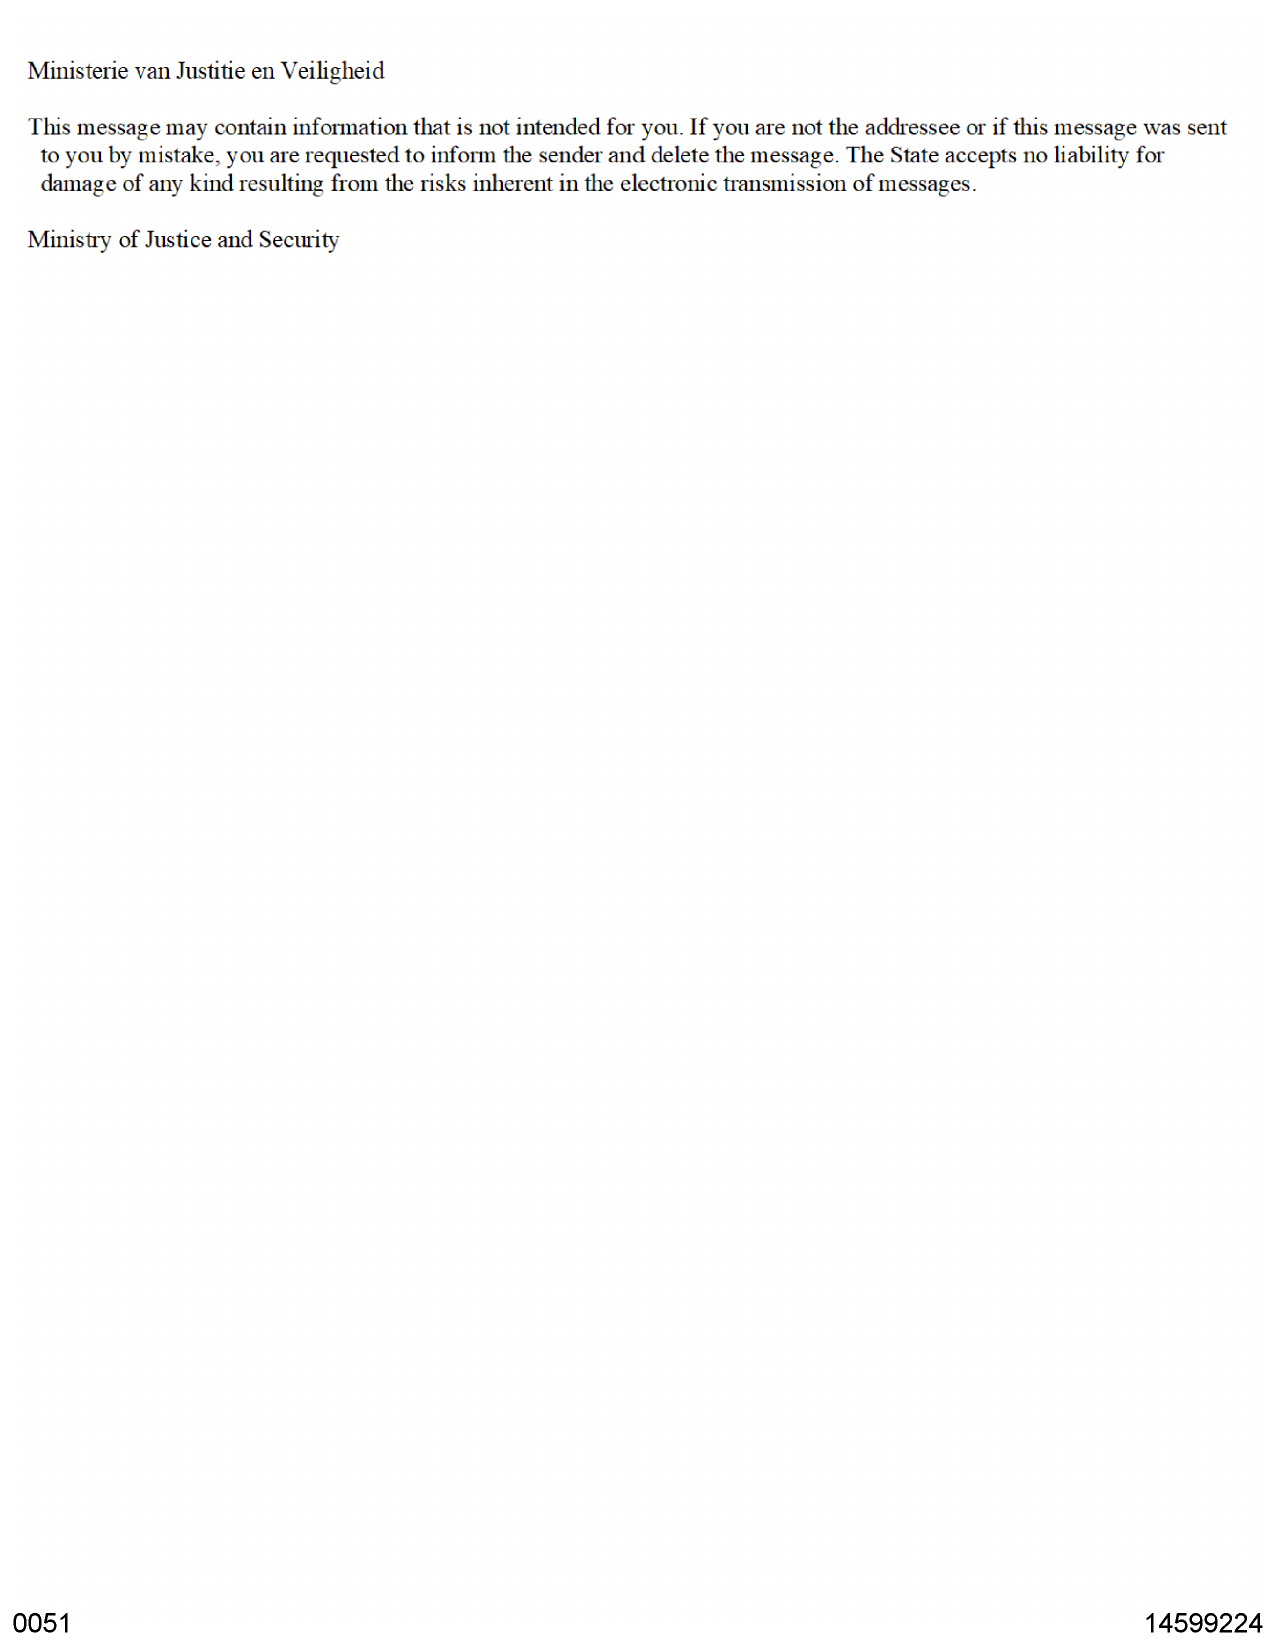 Ministerie van Justitie en Veiligheid
This message may contain information that is not intended for you. If you are not the addressee or if this message was sent
to you by mistake, you are requested to inform the sender and delete the message. The State accepts no liability for
damage of any kind resulting from the risks inherent in the electronic transmission of messages.
Ministry of Justice and Security
0051
14599224